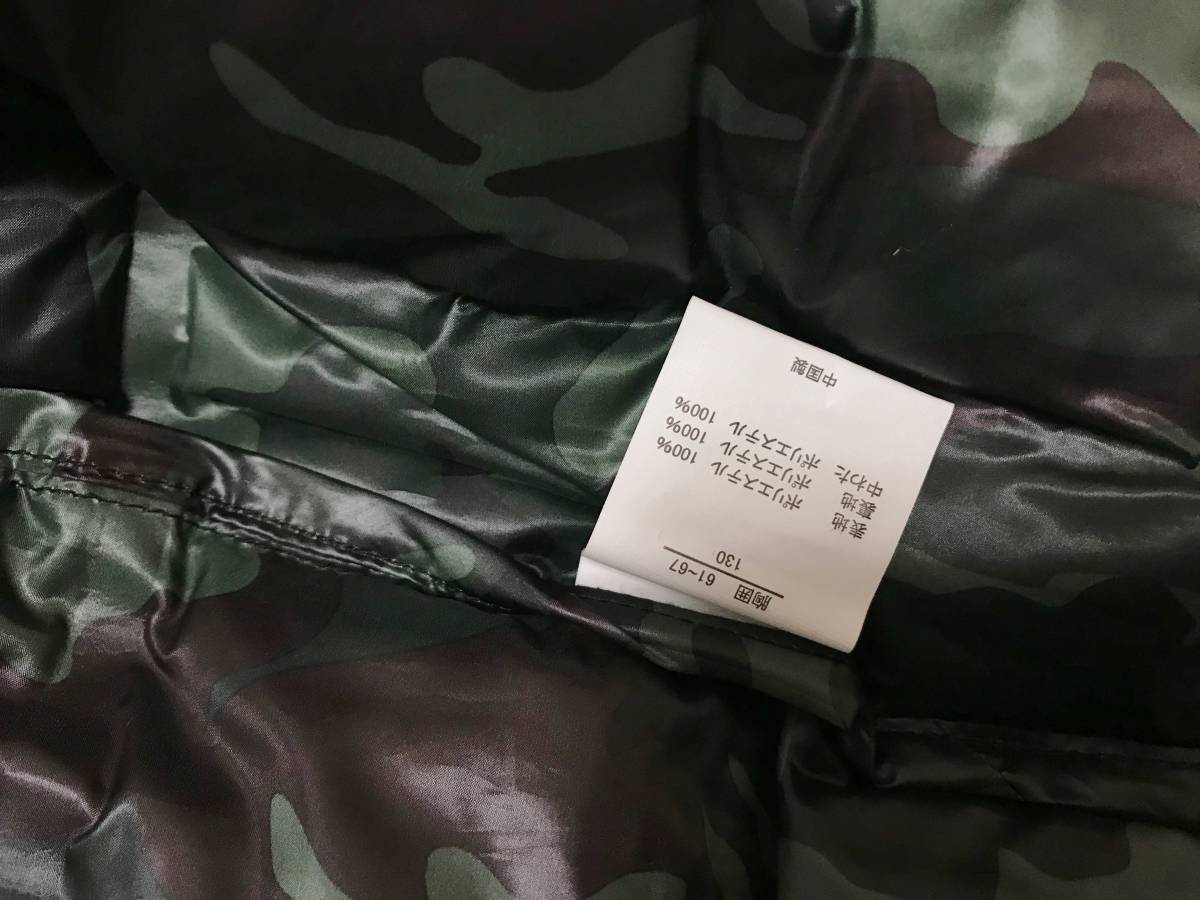 胸囲 61~67
130
表地 ポリエステル 100%
裏地 ポリエステル 100%
中わた ポリエステル 100%
中国製